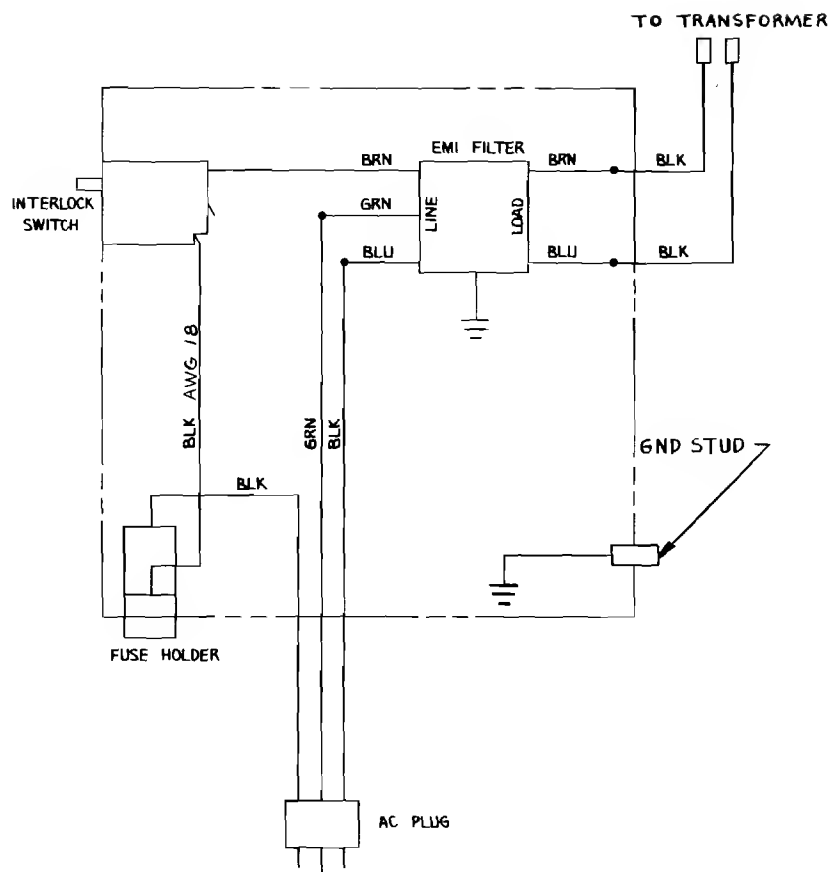 TO TRANSFORMER
EMI FILTER
BRN
BRN
BLK
INTERLOCK
SWITCH
GRN
LINE
LOAD
BLU
BLU
BLK
BLK AWG 18
GRN
BLK
GND STUD
BLK
FUSE HOLDER
AC PLUG